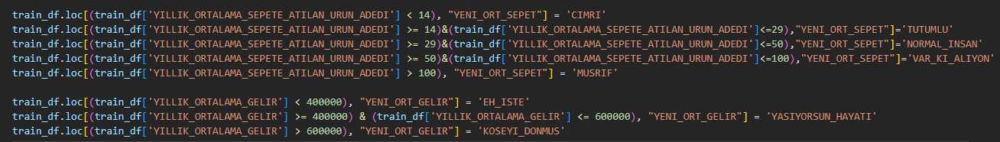 train_df.loc[(train_df['YILLIK_ORTALAMA_SEPETE_ATILAN_URUN_ADEDI'] < 14), "YENI_ORT_SEPET"] = 'CIMRI'
train_df.loc[(train_df['YILLIK_ORTALAMA_SEPETE_ATILAN_URUN_ADEDI'] >= 14)&(train_df['YILLIK_ORTALAMA_SEPETE_ATILAN_URUN_ADEDI']<=29),"YENI_ORT_SEPET"]='TUTUMLU'
train_df.loc[(train_df['YILLIK_ORTALAMA_SEPETE_ATILAN_URUN_ADEDI'] >= 29)&(train_df['YILLIK_ORTALAMA_SEPETE_ATILAN_URUN_ADEDI']<=50),"YENI_ORT_SEPET"]='NORMAL_INSAN'
train_df.loc[(train_df['YILLIK_ORTALAMA_SEPETE_ATILAN_URUN_ADEDI'] >= 50)&(train_df['YILLIK_ORTALAMA_SEPETE_ATILAN_URUN_ADEDI']<=100),"YENI_ORT_SEPET"]='VAR_KI_ALIYON'
train_df.loc[(train_df['YILLIK_ORTALAMA_SEPETE_ATILAN_URUN_ADEDI'] > 100), "YENI_ORT_SEPET"] = 'MUSRIF'
train_df.loc[(train_df['YILLIK_ORTALAMA_GELIR'] < 400000), "YENI_ORT_GELIR"] = 'EH_ISTE'
train_df.loc[(train_df['YILLIK_ORTALAMA_GELIR'] >= 400000) & (train_df['YILLIK_ORTALAMA_GELIR'] <= 600000), "YENI_ORT_GELIR"] = 'YASIYORSUN_HAYATI'
train_df.loc[(train_df['YILLIK_ORTALAMA_GELIR'] > 600000), "YENI_ORT_GELIR"] = 'KOSEYI_DONMUS'